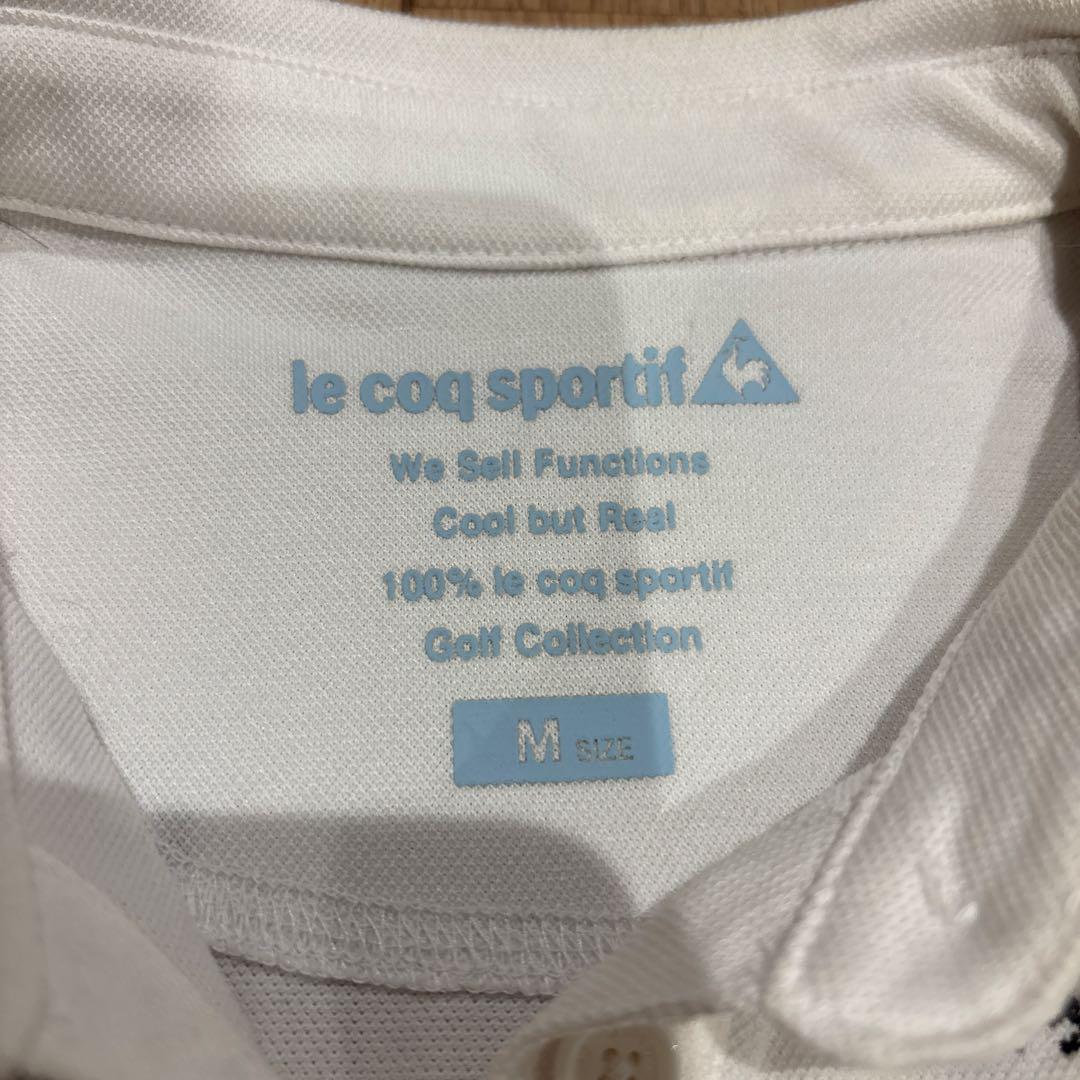 le coq sportif
We Sell Functions
Cool but Real
100% le coq sportif
Golf Collection
M SIZE